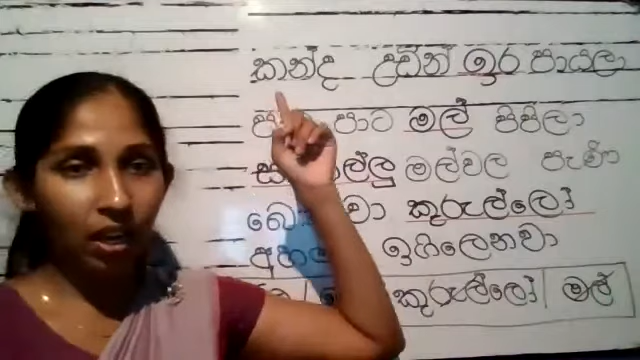 කන්ද උඩින් ඉර පායලා
පාට මල් පිපිලා
මල්වල පැණි
කුරුල්ලෝ
ඉගිලෙනවා
කුරුල්ලෝ මල්